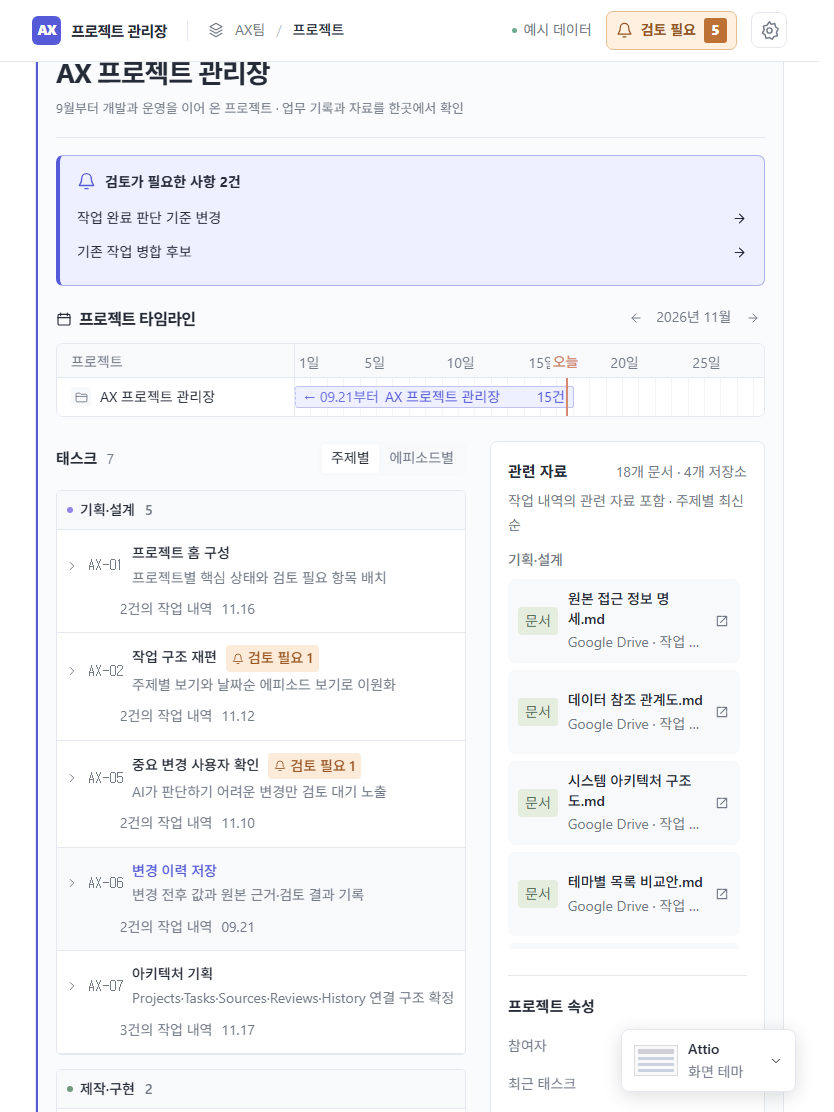 AX 프로젝트 관리장 AX팀 / 프로젝트 예시 데이터 검토 필요 5
AX 프로젝트 관리장
9월부터 개발과 운영을 이어 온 프로젝트 · 업무 기록과 자료를 한곳에서 확인
검토가 필요한 사항 2건
작업 완료 판단 기준 변경 →
기존 작업 병합 후보 →
프로젝트 타임라인 ← 2026년 11월 →
프로젝트 1일 5일 10일 15일 오늘 20일 25일
AX 프로젝트 관리장 ← 09.21부터 AX 프로젝트 관리장 15건
태스크 7 주제별 에피소드별
기획·설계 5
AX-01 프로젝트 홈 구성
프로젝트별 핵심 상태와 검토 필요 항목 배치
2건의 작업 내역 11.16
AX-02 작업 구조 재편 검토 필요 1
주제별 보기와 날짜순 에피소드 보기로 이원화
2건의 작업 내역 11.12
AX-05 중요 변경 사용자 확인 검토 필요 1
AI가 판단하기 어려운 변경만 검토 대기 노출
2건의 작업 내역 11.10
AX-06 변경 이력 저장
변경 전후 값과 원본 근거·검토 결과 기록
2건의 작업 내역 09.21
AX-07 아키텍처 기획
Projects·Tasks·Sources·Reviews·History 연결 구조 확정
3건의 작업 내역 11.17
제작·구현 2
관련 자료 18개 문서 · 4개 저장소
작업 내역의 관련 자료 포함 · 주제별 최신
순
기획·설계
문서 원본 접근 정보 명
세.md
Google Drive · 작업 ...
문서 데이터 참조 관계도.md
Google Drive · 작업 ...
문서 시스템 아키텍처 구조
도.md
Google Drive · 작업 ...
문서 테마별 목록 비교안.md
Google Drive · 작업 ...
프로젝트 속성
참여자
최근 태스크
Attio
화면 테마